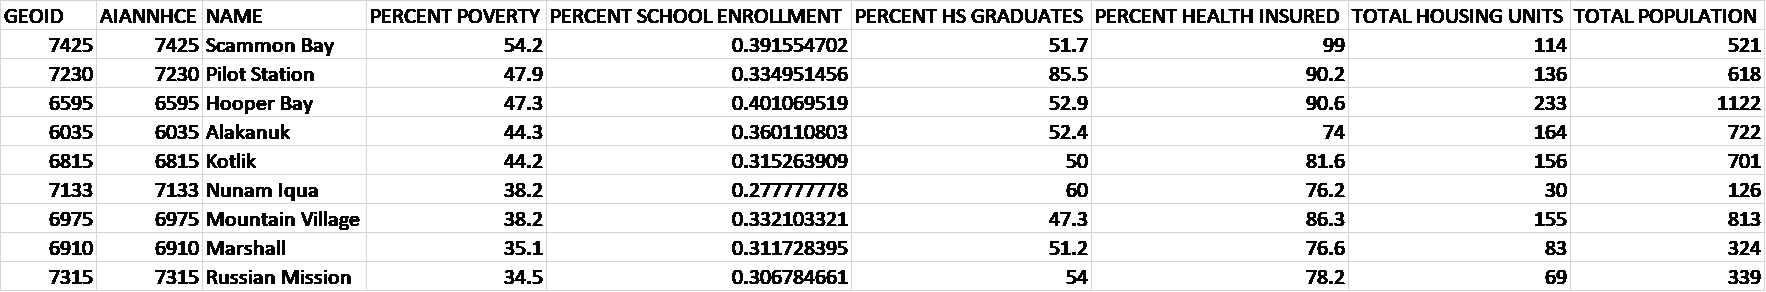 GEOID AIANNHCE NAME PERCENT POVERTY PERCENT SCHOOL ENROLLMENT PERCENT HS GRADUATES PERCENT HEALTH INSURED TOTAL HOUSING UNITS TOTAL POPULATION
7425 7425 Scammon Bay 54.2 0.391554702 51.7 99 114 521
7230 7230 Pilot Station 47.9 0.334951456 85.5 90.2 136 618
6595 6595 Hooper Bay 47.3 0.401069519 52.9 90.6 233 1122
6035 6035 Alakanuk 44.3 0.360110803 52.4 74 164 722
6815 6815 Kotlik 44.2 0.315263909 50 81.6 156 701
7133 7133 Nunam Iqua 38.2 0.277777778 60 76.2 30 126
6975 6975 Mountain Village 38.2 0.332103321 47.3 86.3 155 813
6910 6910 Marshall 35.1 0.311728395 51.2 76.6 83 324
7315 7315 Russian Mission 34.5 0.306784661 54 78.2 69 339